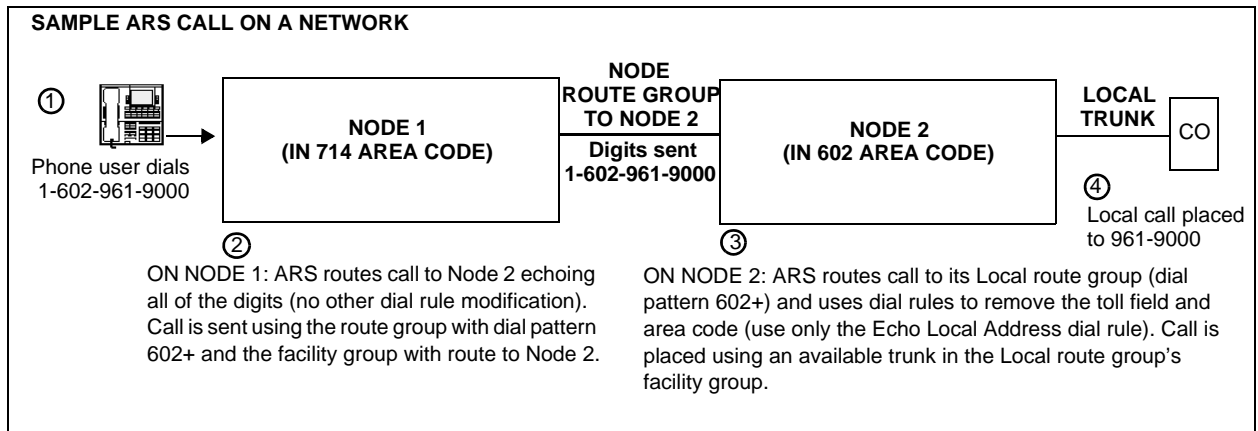 SAMPLE ARS CALL ON A NETWORK
1
Phone user dials
1-602-961-9000
NODE 1
(IN 714 AREA CODE)
NODE
ROUTE GROUP
TO NODE 2
Digits sent
1-602-961-9000
NODE 2
(IN 602 AREA CODE)
LOCAL
TRUNK
CO
4
Local call placed
to 961-9000
2
ON NODE 1: ARS routes call to Node 2 echoing
all of the digits (no other dial rule modification).
Call is sent using the route group with dial pattern
602+ and the facility group with route to Node 2.
3
ON NODE 2: ARS routes call to its Local route group (dial
pattern 602+) and uses dial rules to remove the toll field and
area code (use only the Echo Local Address dial rule). Call is
placed using an available trunk in the Local route group's
facility group.